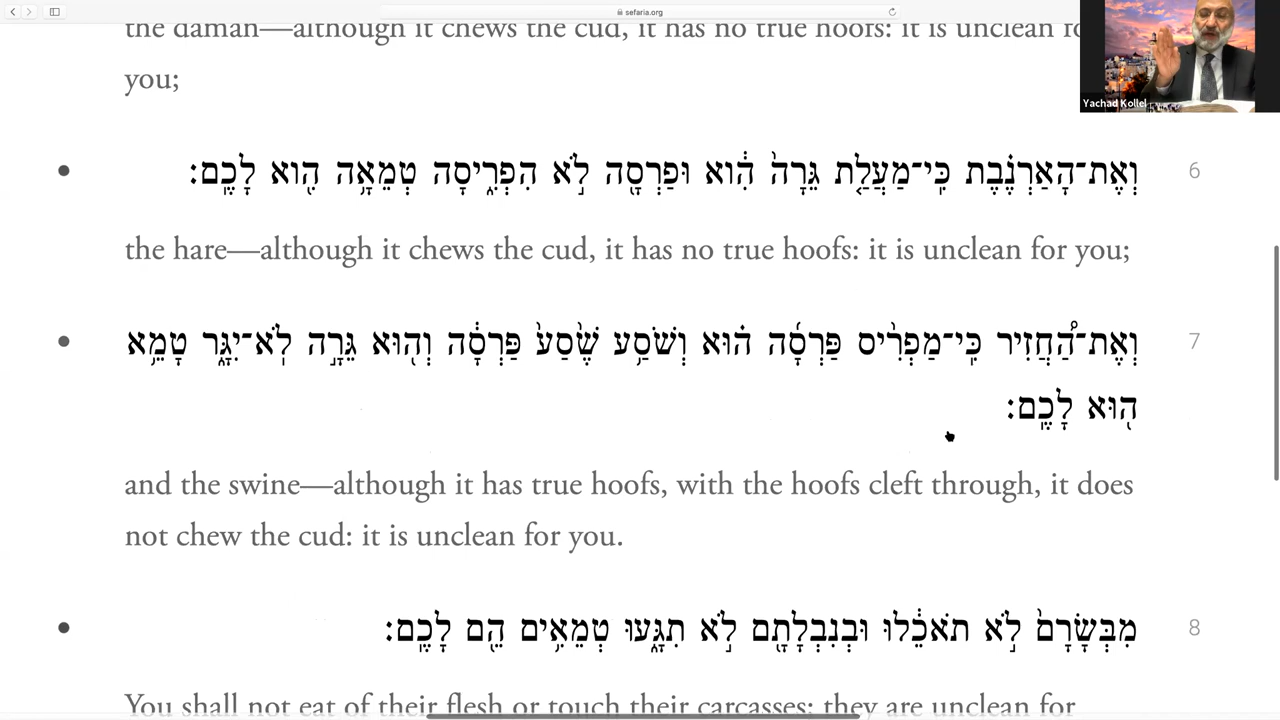 sefaria.org
the daman—although it chews the cud, it has no true hoofs: it is unclean for
you;
Yachad Kollel
6
וְאֶת־הָאַרְנֶ֗בֶת כִּֽי־מַעֲלַ֤ת גֵּרָה֙ הִ֔וא וּפַרְסָ֖ה לֹ֣א הִפְרִ֑יסָה טְמֵאָ֥ה הִ֖וא לָכֶֽם׃
the hare—although it chews the cud, it has no true hoofs: it is unclean for you;
7
וְאֶת־הַ֠חֲזִיר כִּֽי־מַפְרִ֨יס פַּרְסָ֜ה ה֗וּא וְשֹׁסַ֥ע שֶׁ֙סַע֙ פַּרְסָ֔ה וְה֖וּא גֵּרָ֣ה לֹֽא־יִגָּ֑ר טָמֵ֥א
ה֖וּא לָכֶֽם׃
and the swine—although it has true hoofs, with the hoofs cleft through, it does
not chew the cud: it is unclean for you.
8
מִבְּשָׂרָם֙ לֹ֣א תֹאכֵ֔לוּ וּבְנִבְלָתָ֖ם לֹ֣א תִגָּ֑עוּ טְמֵאִ֥ים הֵ֖ם לָכֶֽם׃
You shall not eat of their flesh or touch their carcasses; they are unclean for